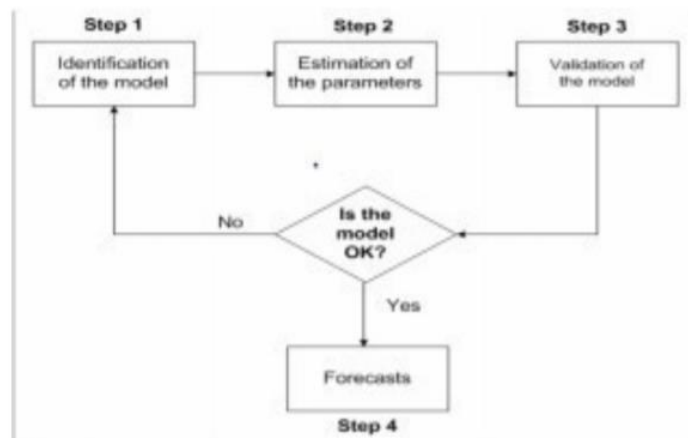 Step 1
Step 2
Step 3
Identification
of the model
Estimation of
the parameters
Validation of
the model
No
Is the
model
OK?
Yes
Forecasts
Step 4